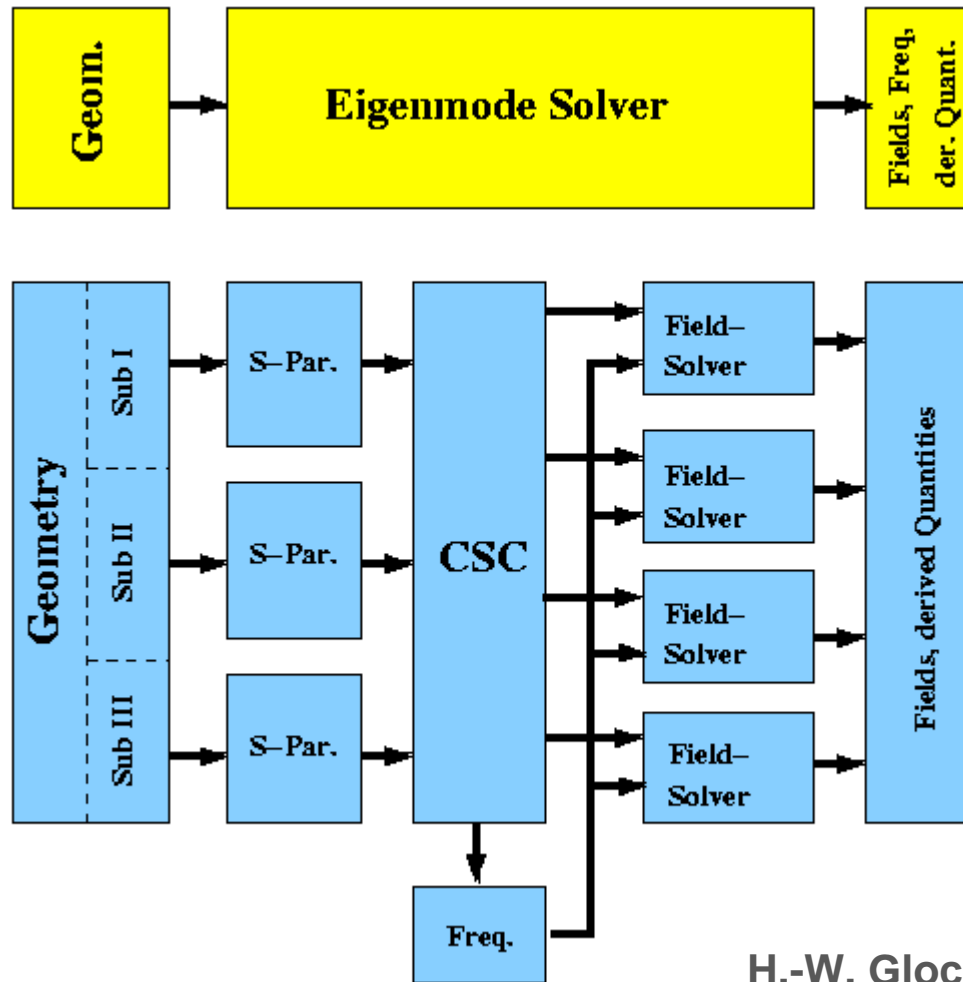 Geom.
Eigenmode Solver
Fields, Freq,
der. Quant.
Geometry
Sub I
Sub II
Sub III
S–Par.
S–Par.
S–Par.
CSC
Freq.
Field–
Solver
Field–
Solver
Field–
Solver
Field–
Solver
Fields, derived Quantities
H.-W. Gloc